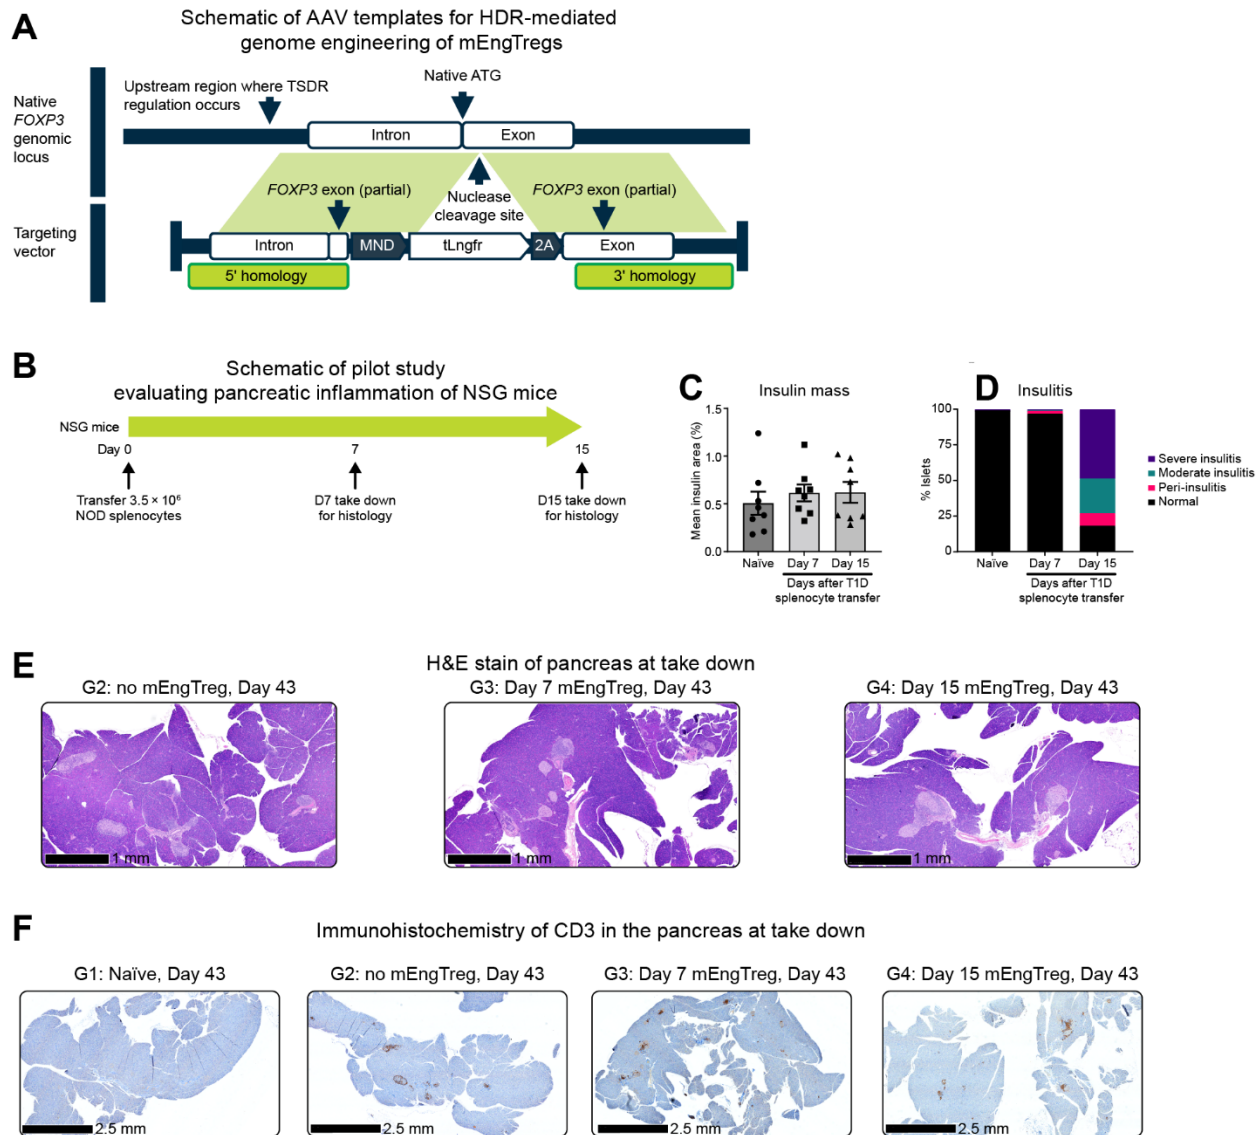 A
Schematic of AAV templates for HDR-mediated
genome engineering of mEngTregs
Native
FOXP3
genomic
locus
Upstream region where TSDR
regulation occurs
Native ATG
Intron
Exon
FOXP3 exon (partial)
Nuclease
cleavage site
FOXP3 exon (partial)
Targeting
vector
Intron
MND
tLngfr
2A
Exon
5' homology
3' homology
B
Schematic of pilot study
evaluating pancreatic inflammation of NSG mice
NSG mice
Day 0
7
15
Transfer 3.5 × 10⁶
NOD splenocytes
D7 take down
for histology
D15 take down
for histology
C
Insulin mass
Mean insulin area (%)
1.5
1.0
0.5
0.0
Naïve
Day 7
Day 15
Days after T1D
splenocyte transfer
D
Insulitis
% Islets
100
75
50
25
0
Naïve
Day 7
Day 15
Days after T1D
splenocyte transfer
Severe insulitis
Moderate insulitis
Peri-insulitis
Normal
E
H&E stain of pancreas at take down
G2: no mEngTreg, Day 43
G3: Day 7 mEngTreg, Day 43
G4: Day 15 mEngTreg, Day 43
1 mm
1 mm
1 mm
F
Immunohistochemistry of CD3 in the pancreas at take down
G1: Naïve, Day 43
G2: no mEngTreg, Day 43
G3: Day 7 mEngTreg, Day 43
G4: Day 15 mEngTreg, Day 43
2.5 mm
2.5 mm
2.5 mm
2.5 mm